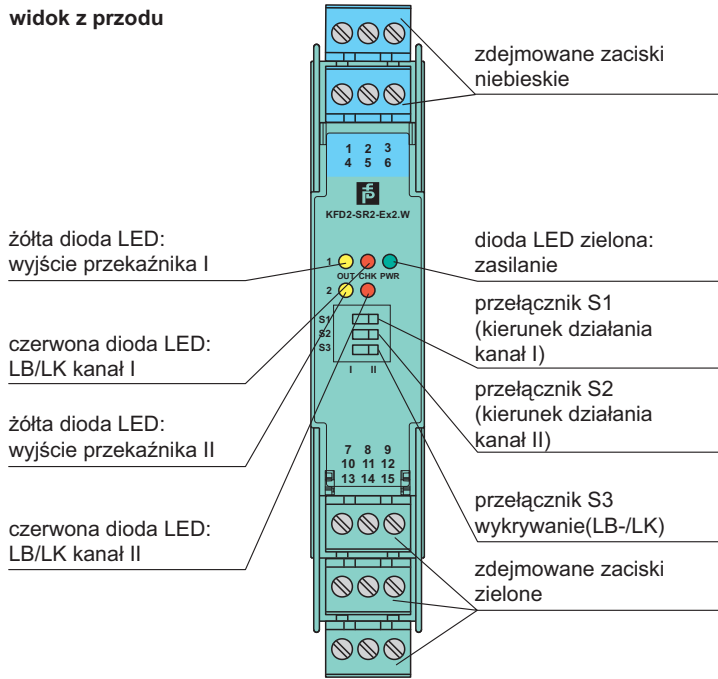 widok z przodu
zdejmowane zaciski
niebieskie
1 2 3
4 5 6
KFD2-SR2-Ex2.W
żółta dioda LED:
wyjście przekaźnika I
dioda LED zielona:
zasilanie
1
OUT CHK PWR
2
czerwona dioda LED:
LB/LK kanał I
przełącznik S1
(kierunek działania
kanał I)
S1
S2
S3
I II
żółta dioda LED:
wyjście przekaźnika II
przełącznik S2
(kierunek działania
kanał II)
7 8 9
10 11 12
13 14 15
czerwona dioda LED:
LB/LK kanał II
przełącznik S3
wykrywanie(LB-/LK)
zdejmowane zaciski
zielone